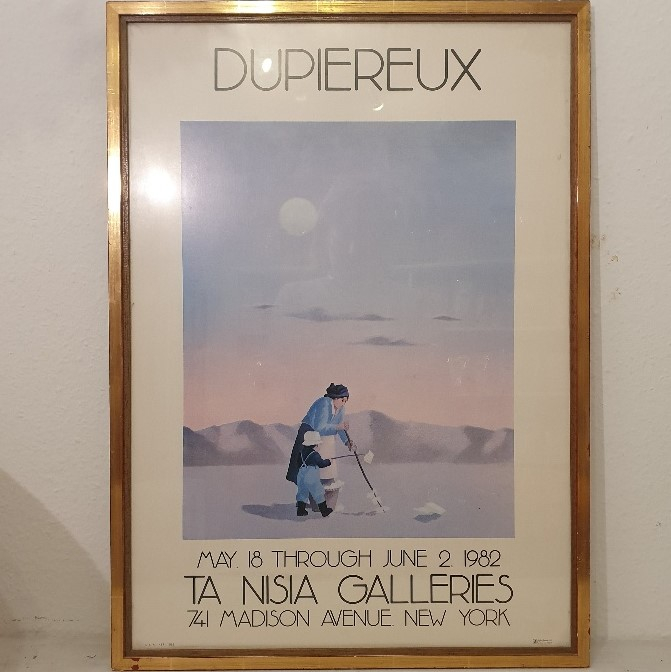 DUPIEREUX
MAY. 18 THROUGH JUNE 2. 1982
TA NISIA GALLERIES
741 MADISON AVENUE. NEW YORK